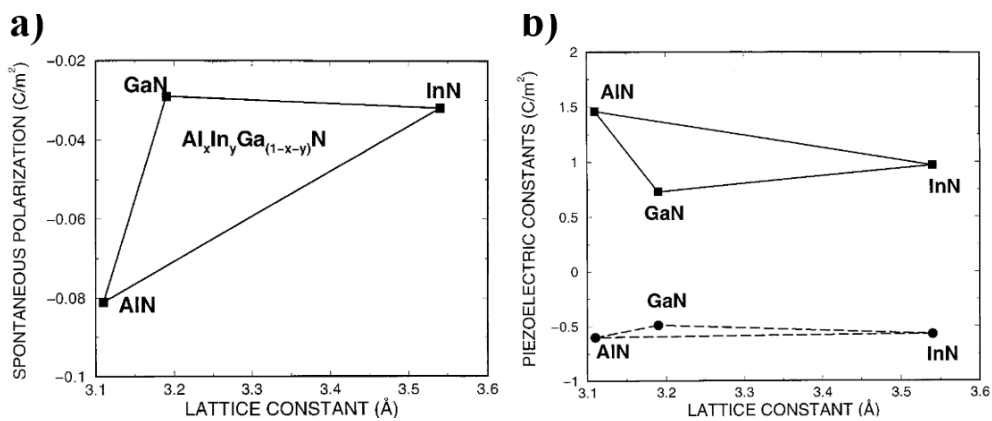 a)
SPONTANEOUS POLARIZATION (C/m²)
−0.02
−0.04
−0.06
−0.08
−0.1
GaN
InN
AlₓInᵧGa₍₁₋ₓ₋ᵧ₎N
AlN
3.1 3.2 3.3 3.4 3.5 3.6
LATTICE CONSTANT (Å)
b)
PIEZOELECTRIC CONSTANTS (C/m²)
2
1.5
1
0.5
0
−0.5
−1
AlN
GaN
InN
GaN
AlN
InN
3.1 3.2 3.3 3.4 3.5 3.6
LATTICE CONSTANT (Å)